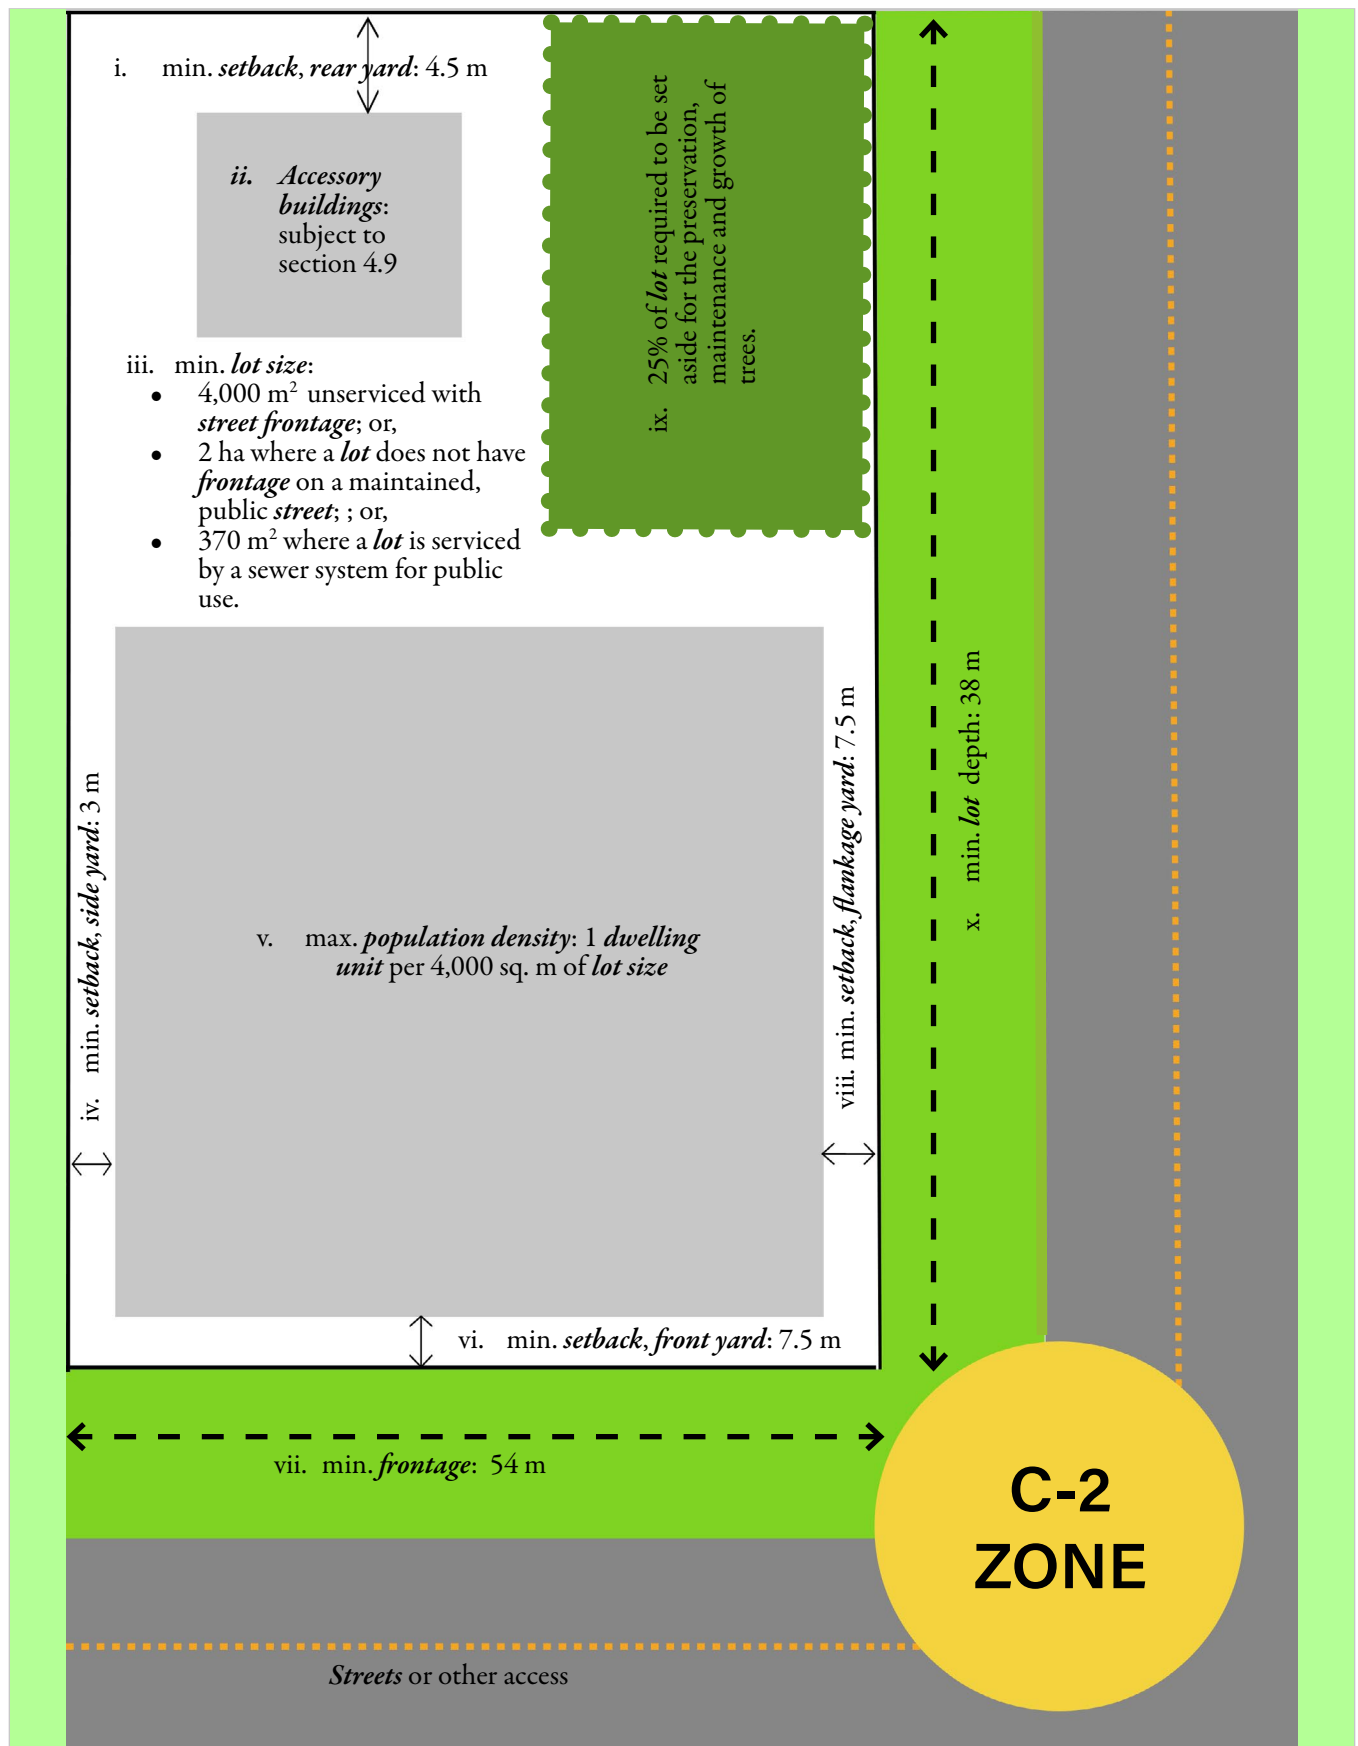 i. min. setback, rear yard: 4.5 m
ii. Accessory
buildings:
subject to
section 4.9
iii. min. lot size:
• 4,000 m² unserviced with
street frontage; or,
• 2 ha where a lot does not have
frontage on a maintained,
public street; ; or,
• 370 m² where a lot is serviced
by a sewer system for public
use.
ix. 25% of lot required to be set
aside for the preservation,
maintenance and growth of
trees.
iv. min. setback, side yard: 3 m
v. max. population density: 1 dwelling
unit per 4,000 sq. m of lot size
viii. min. setback, flankage yard: 7.5 m
x. min. lot depth: 38 m
vi. min. setback, front yard: 7.5 m
vii. min. frontage: 54 m
C-2
ZONE
Streets or other access